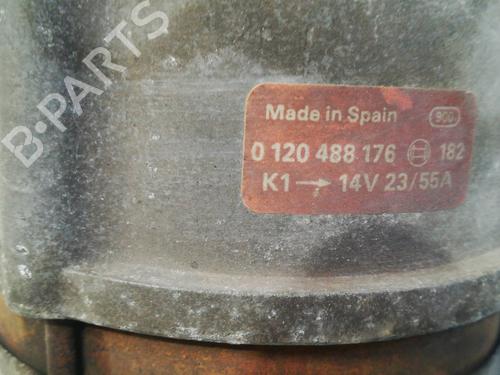 B-PARTS
Made in Spain 900
0 120 488 176 182
K1 → 14V 23/55A